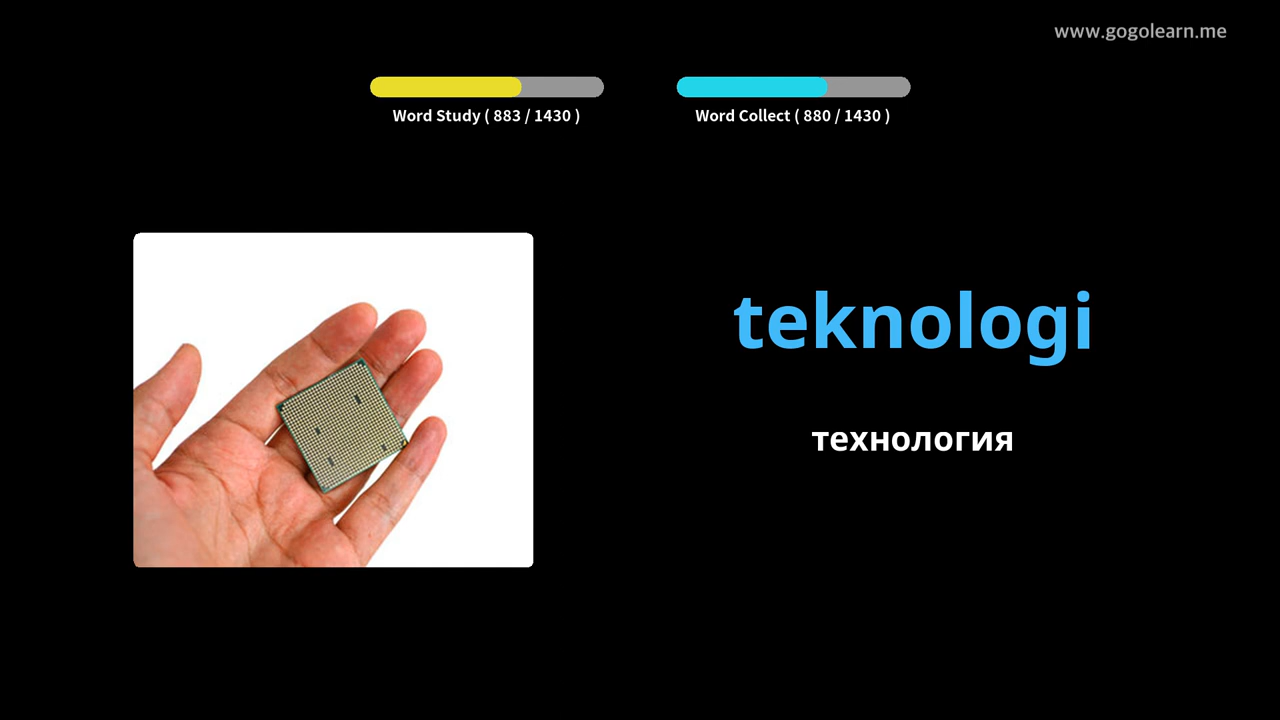 www.gogolearn.me
Word Study ( 883 / 1430 )
Word Collect ( 880 / 1430 )
teknologi
технология